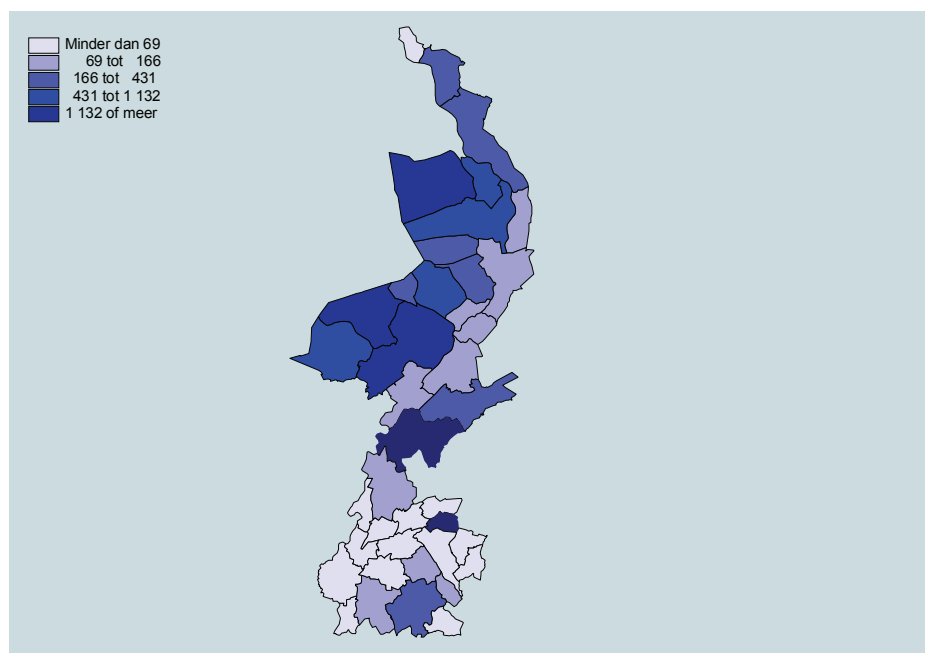 Minder dan 69
69 tot 166
166 tot 431
431 tot 1 132
1 132 of meer